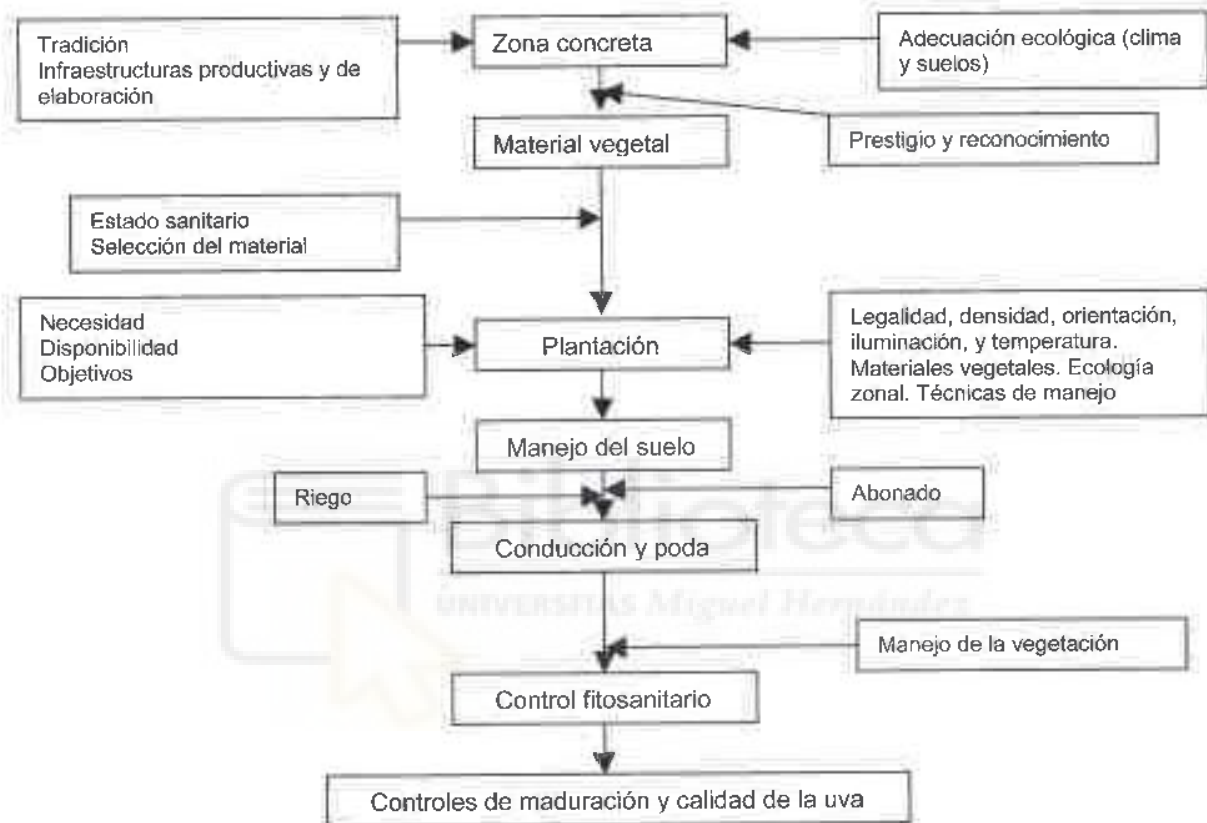 Tradición
Infraestructuras productivas y de
elaboración
Zona concreta
Adecuación ecológica (clima
y suelos)
Prestigio y reconocimiento
Material vegetal
Estado sanitario
Selección del material
Necesidad
Disponibilidad
Objetivos
Plantación
Legalidad, densidad, orientación,
iluminación, y temperatura.
Materiales vegetales. Ecología
zonal. Técnicas de manejo
Manejo del suelo
Riego
Abonado
Biblioteca
UNIVERSITAS Miguel Hernández
Conducción y poda
Manejo de la vegetación
Control fitosanitario
Controles de maduración y calidad de la uva